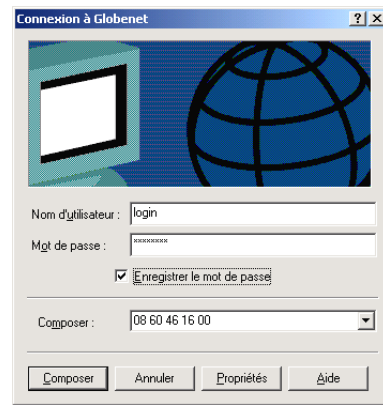 Connexion à Globenet
Nom d'utilisateur : login
Mot de passe : xxxxxxxx
Enregistrer le mot de passe
Composer : 08 60 46 16 00
Composer Annuler Propriétés Aide